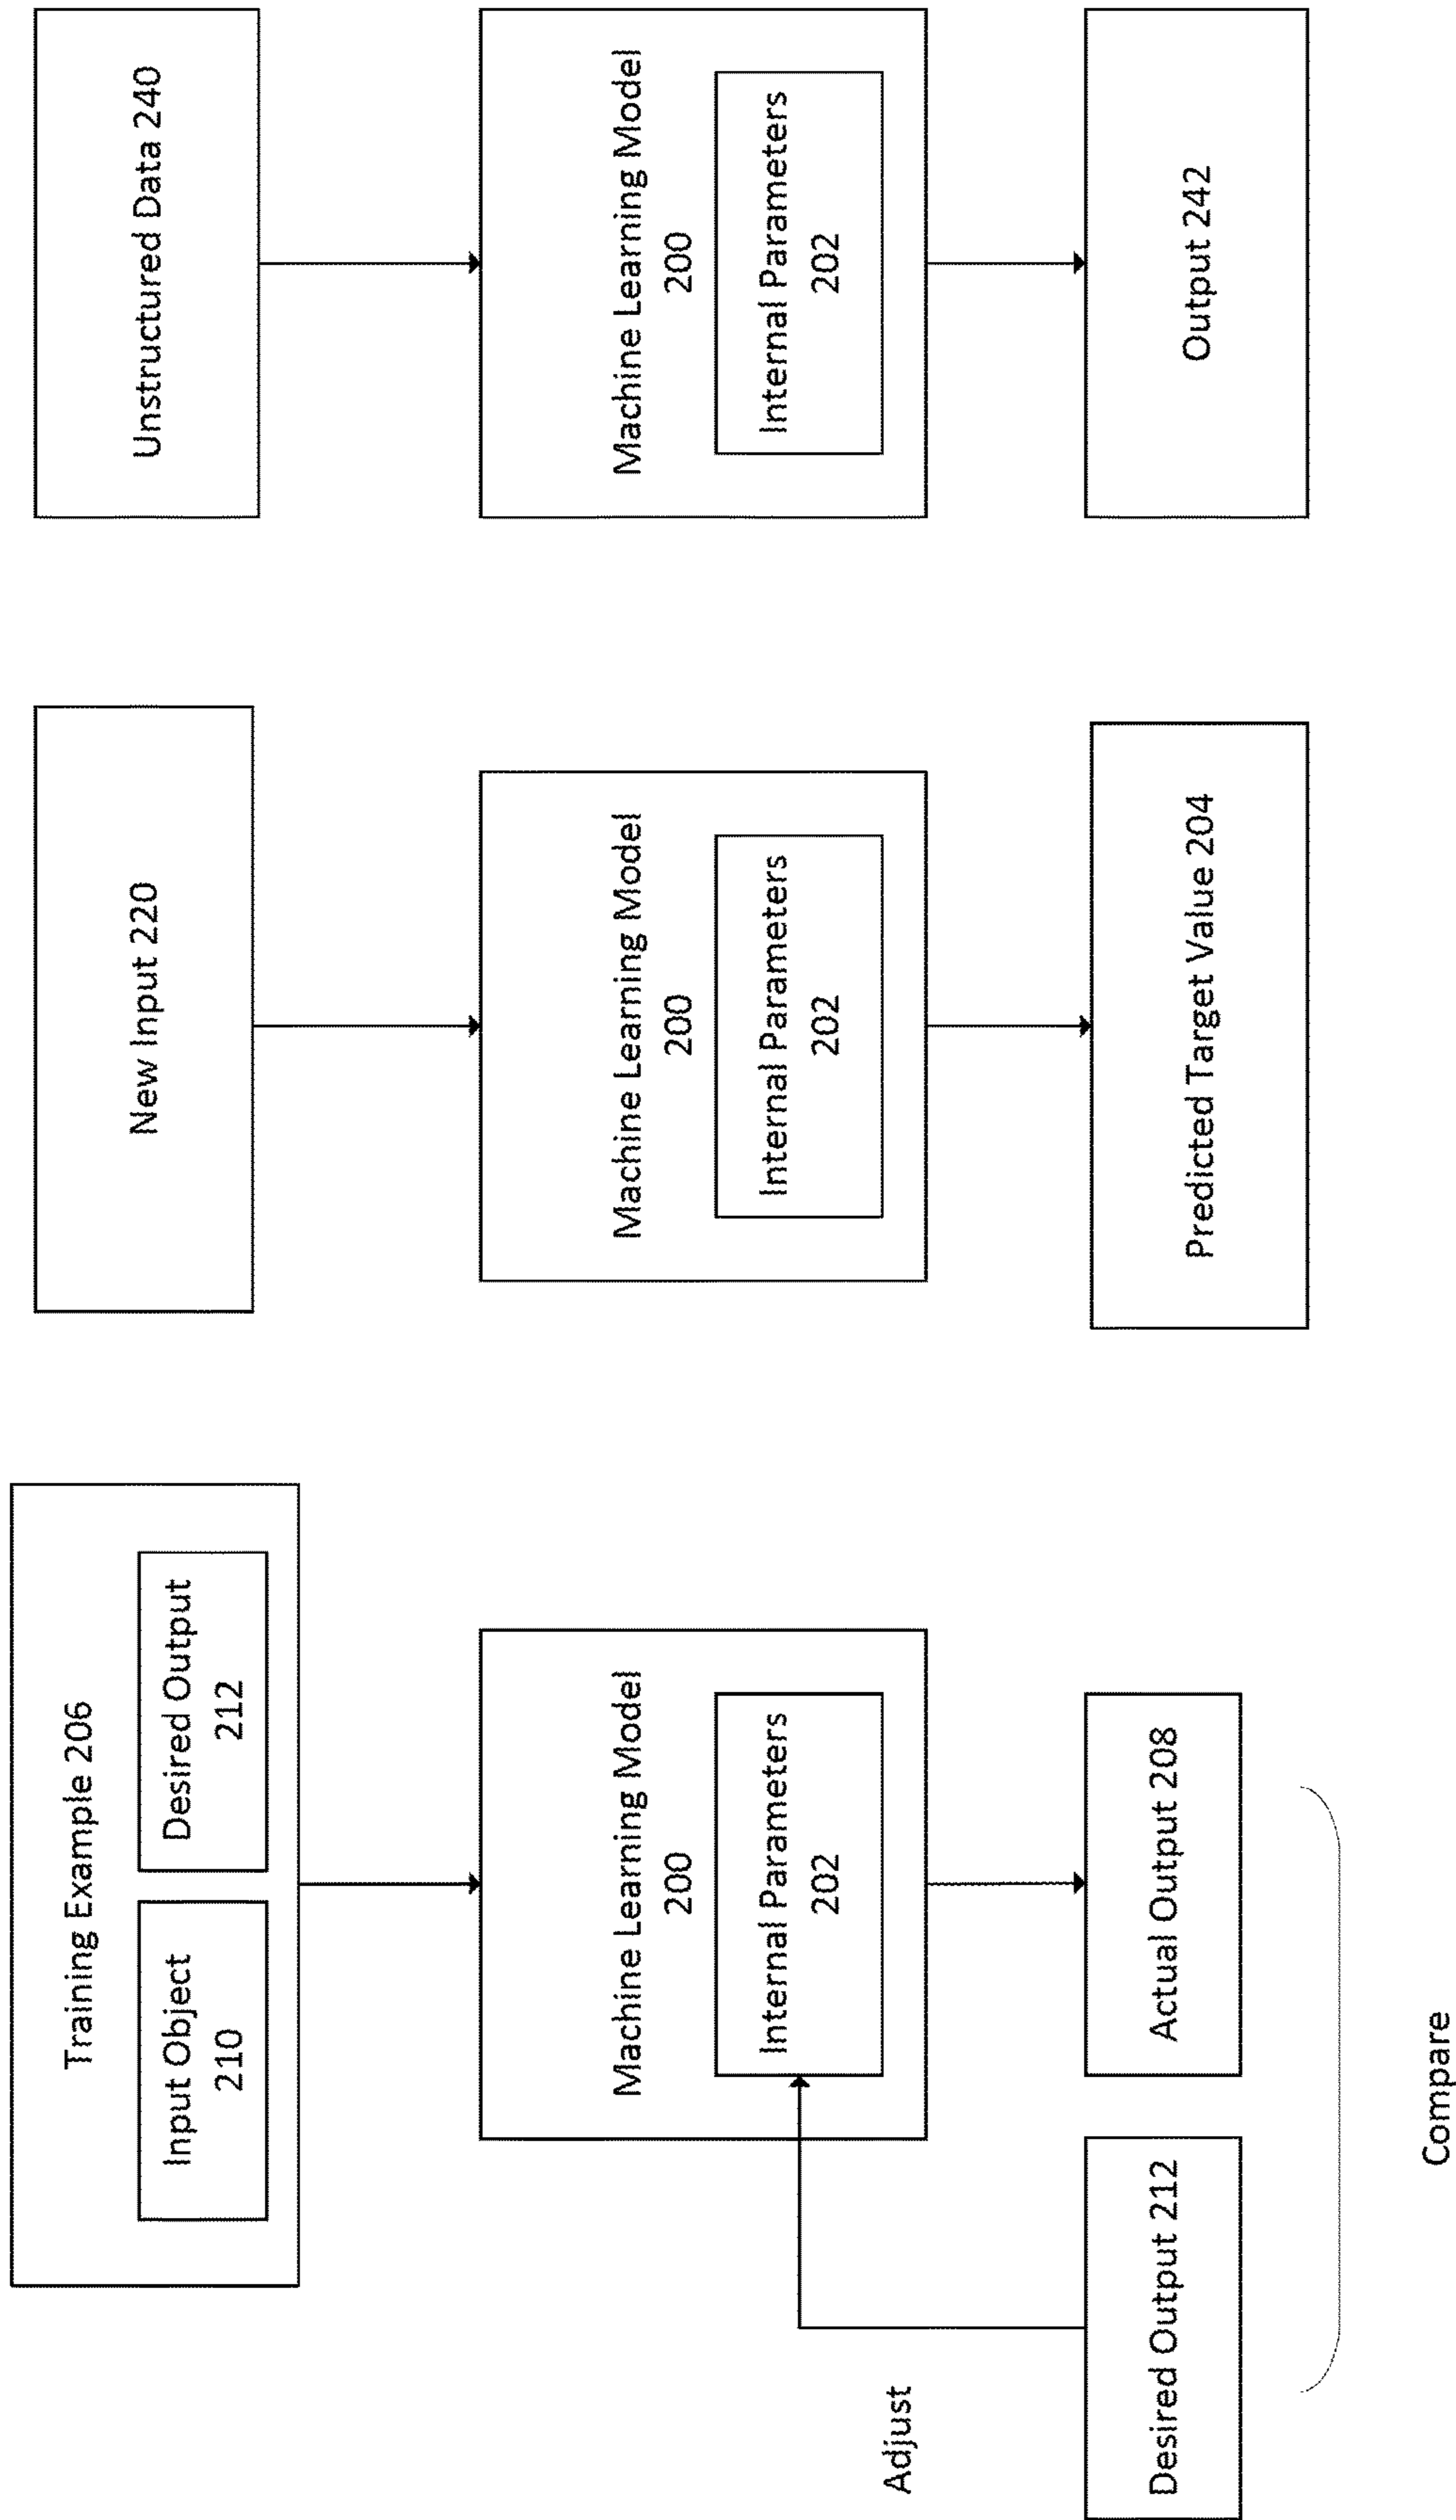 Training Example 206
Input Object
210
Desired Output
212
Machine Learning Model
200
Internal Parameters
202
Adjust
Desired Output 212
Actual Output 208
Compare
New Input 220
Machine Learning Model
200
Internal Parameters
202
Predicted Target Value 204
Unstructured Data 240
Machine Learning Model
200
Internal Parameters
202
Output 242